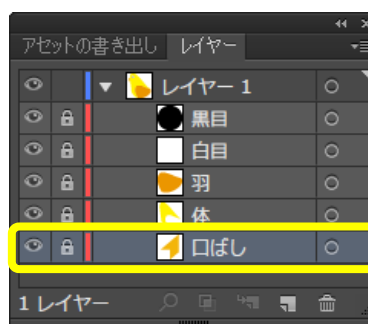 アセットの書き出し レイヤー
レイヤー 1
黒目
白目
羽
体
口ばし
1 レイヤー